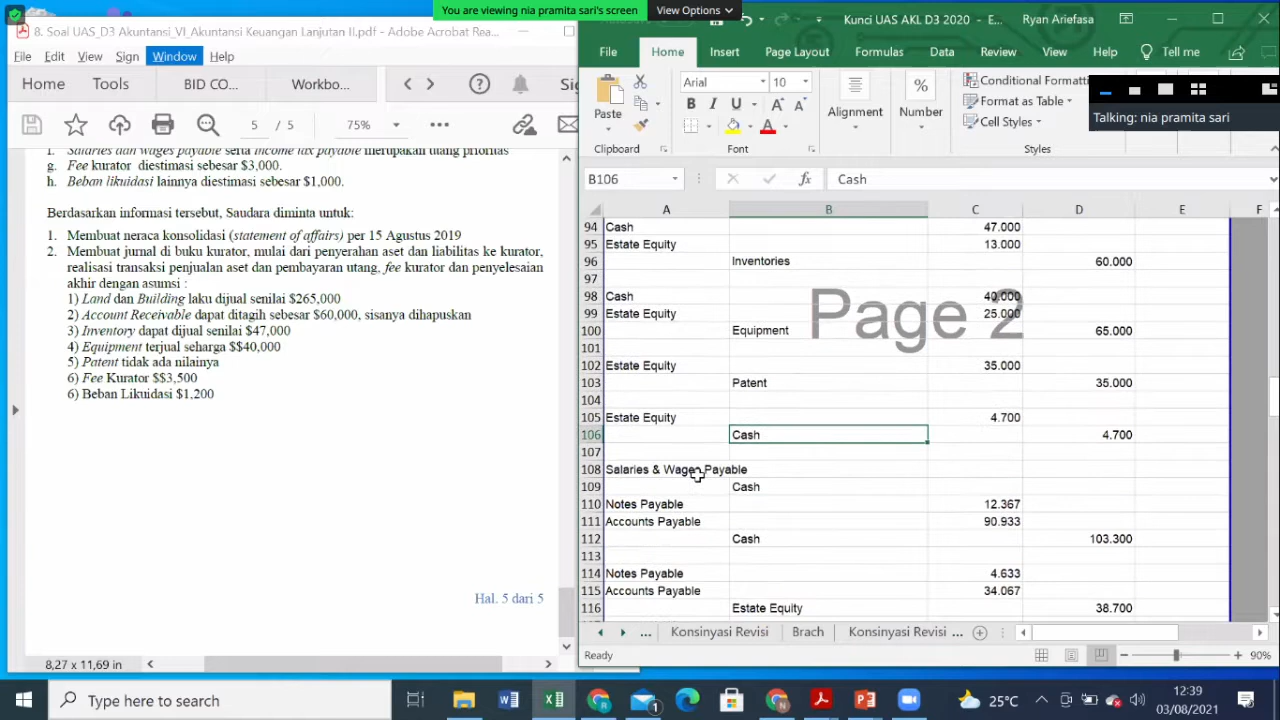 You are viewing nia pramita sari's screen
View Options
8. Soal UAS_D3 Akuntansi_VI_Akuntansi Keuangan Lanjutan II.pdf - Adobe Acrobat Rea...
File Edit View Sign Window Help
Home Tools BID CO... Workbo...
5 / 5 75%
f. Salaries dan wages payable serta income tax payable merupakan utang prioritas
g. Fee kurator diestimasi sebesar $3,000.
h. Beban likuidasi lainnya diestimasi sebesar $1,000.
Berdasarkan informasi tersebut, Saudara diminta untuk:
1. Membuat neraca konsolidasi (statement of affairs) per 15 Agustus 2019
2. Membuat jurnal di buku kurator, mulai dari penyerahan aset dan liabilitas ke kurator,
realisasi transaksi penjualan aset dan pembayaran utang, fee kurator dan penyelesaian
akhir dengan asumsi :
1) Land dan Building laku dijual senilai $265,000
2) Account Receivable dapat ditagih sebesar $60,000, sisanya dihapuskan
3) Inventory dapat dijual senilai $47,000
4) Equipment terjual seharga $$40,000
5) Patent tidak ada nilainya
6) Fee Kurator $$3,500
6) Beban Likuidasi $1,200
Hal. 5 dari 5
8,27 x 11,69 in
Kunci UAS AKL D3 2020 - E... Ryan Ariefasa
File Home Insert Page Layout Formulas Data Review View Help Tell me
Paste
Arial 10
B I U
Alignment
Number
Conditional Formatti
Format as Table
Cell Styles
Clipboard Font Styles
Talking: nia pramita sari
B106 fx Cash
A B C D E F
94 Cash 47.000
95 Estate Equity 13.000
96 Inventories 60.000
97
98 Cash 40.000
99 Estate Equity 25.000
100 Equipment 65.000
Page 2
101
102 Estate Equity 35.000
103 Patent 35.000
104
105 Estate Equity 4.700
106 Cash 4.700
107
108 Salaries & Wages Payable
109 Cash
110 Notes Payable 12.367
111 Accounts Payable 90.933
112 Cash 103.300
113
114 Notes Payable 4.633
115 Accounts Payable 34.067
116 Estate Equity 38.700
... Konsinyasi Revisi Brach Konsinyasi Revisi ...
Ready 90%
Type here to search
1
25°C
12:39
03/08/2021